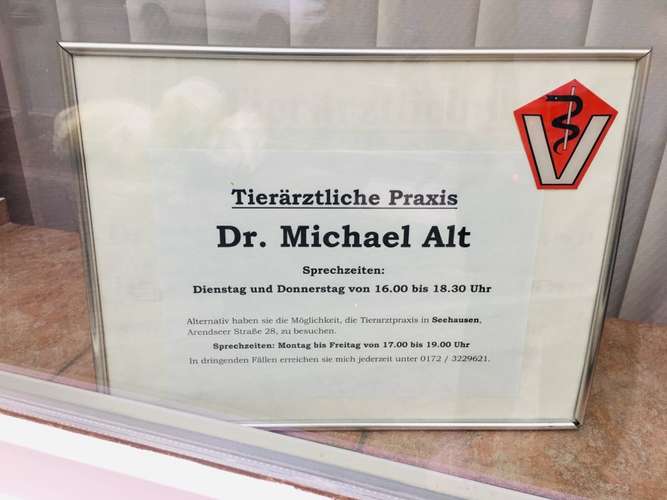 V
Tierärztliche Praxis
Dr. Michael Alt
Sprechzeiten:
Dienstag und Donnerstag von 16.00 bis 18.30 Uhr
Alternativ haben sie die Möglichkeit, die Tierarztpraxis in Seehausen,
Arendseer Straße 28, zu besuchen.
Sprechzeiten: Montag bis Freitag von 17.00 bis 19.00 Uhr
In dringenden Fällen erreichen sie mich jederzeit unter 0172 / 3229621.